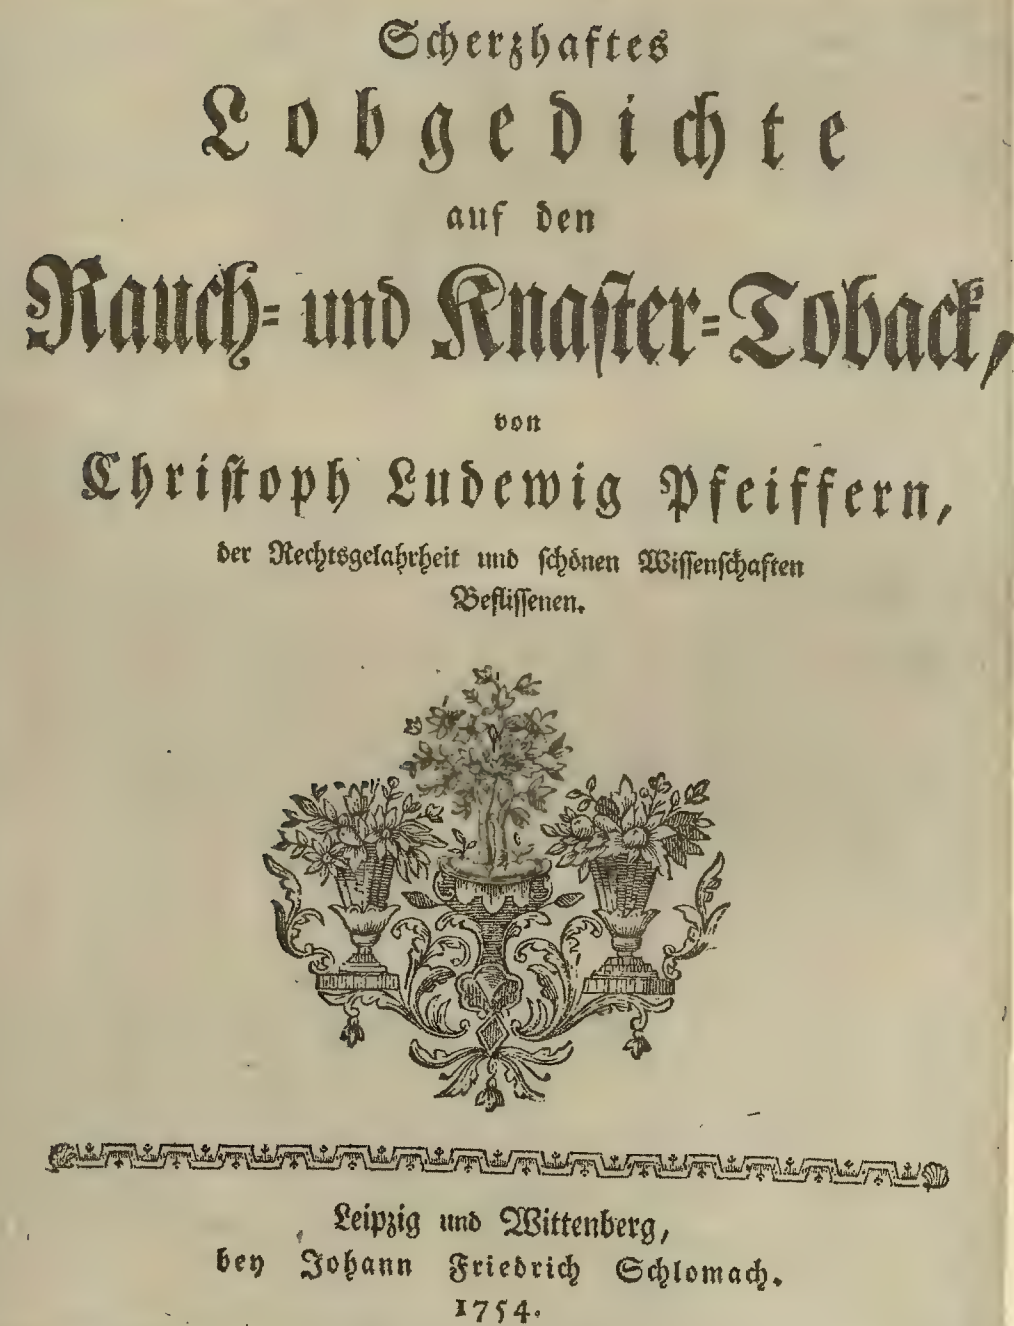 Scherzhaftes
Lobgedichte
auf den
Rauch- und Knaster-Toback,
von
Christoph Ludewig Pfeiffern,
der Rechtsgelahrheit und schönen Wissenschaften
Beflissenen.
Leipzig und Wittenberg,
bey Johann Friedrich Schlomach.
1754.